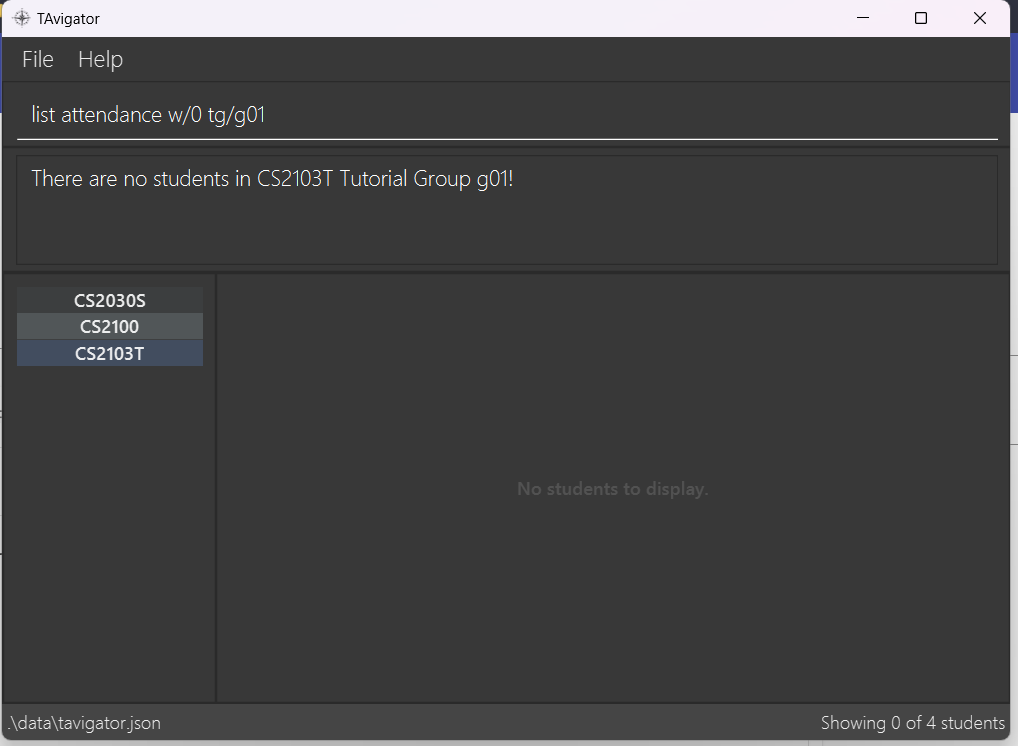 TAvigator
File Help
list attendance w/0 tg/g01
There are no students in CS2103T Tutorial Group g01!
CS2030S
CS2100
CS2103T
No students to display.
.\data\tavigator.json
Showing 0 of 4 students